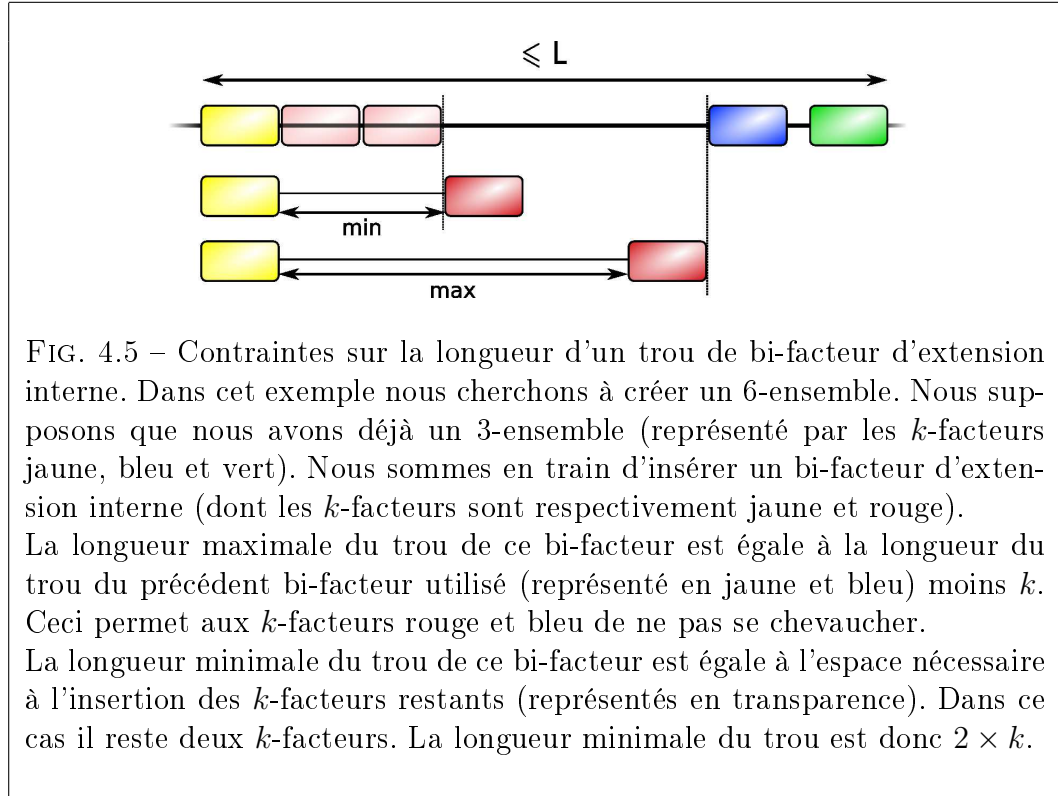 ⩽ L
min
max
FIG. 4.5 – Contraintes sur la longueur d'un trou de bi-facteur d'extension
interne. Dans cet exemple nous cherchons à créer un 6-ensemble. Nous sup-
posons que nous avons déjà un 3-ensemble (représenté par les k-facteurs
jaune, bleu et vert). Nous sommes en train d'insérer un bi-facteur d'exten-
sion interne (dont les k-facteurs sont respectivement jaune et rouge).
La longueur maximale du trou de ce bi-facteur est égale à la longueur du
trou du précédent bi-facteur utilisé (représenté en jaune et bleu) moins k.
Ceci permet aux k-facteurs rouge et bleu de ne pas se chevaucher.
La longueur minimale du trou de ce bi-facteur est égale à l'espace nécessaire
à l'insertion des k-facteurs restants (représentés en transparence). Dans ce
cas il reste deux k-facteurs. La longueur minimale du trou est donc 2 × k.